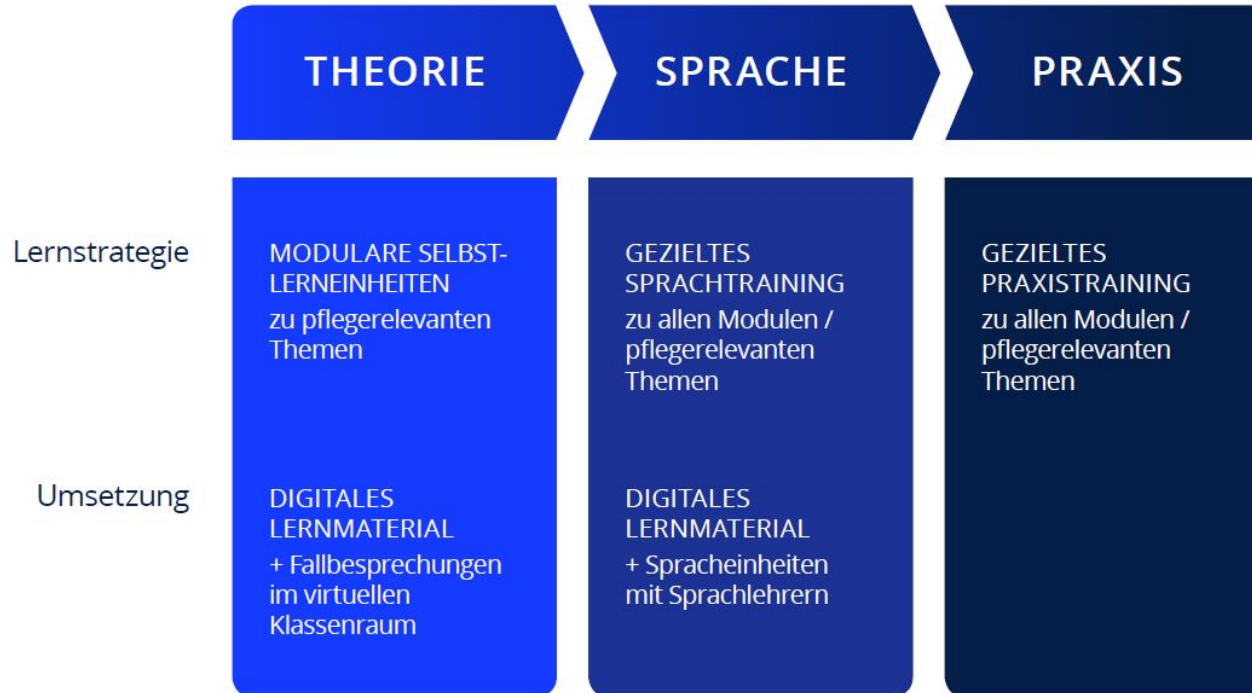 THEORIE
SPRACHE
PRAXIS
Lernstrategie
MODULARE SELBST-
LERNEINHEITEN
zu pflegerelevanten
Themen
GEZIELTES
SPRACHTRAINING
zu allen Modulen /
pflegerelevanten
Themen
GEZIELTES
PRAXISTRAINING
zu allen Modulen /
pflegerelevanten
Themen
Umsetzung
DIGITALES
LERNMATERIAL
+ Fallbesprechungen
im virtuellen
Klassenraum
DIGITALES
LERNMATERIAL
+ Spracheinheiten
mit Sprachlehrern